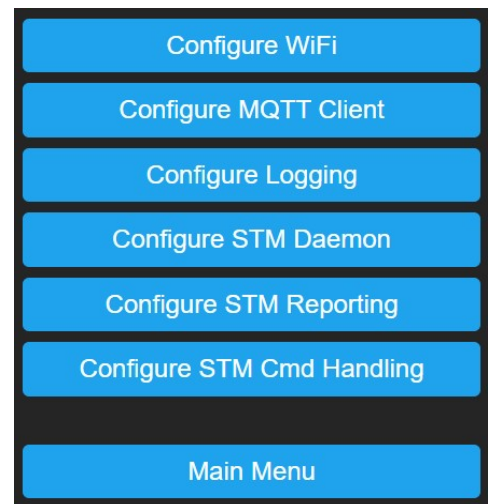 Configure WiFi
Configure MQTT Client
Configure Logging
Configure STM Daemon
Configure STM Reporting
Configure STM Cmd Handling
Main Menu